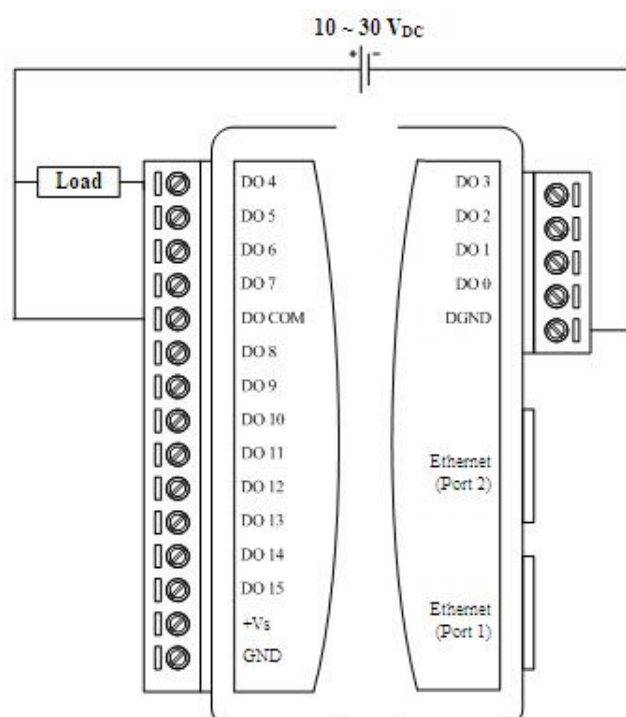 10 ~ 30 VDC
+ -
Load
DO 4
DO 5
DO 6
DO 7
DO COM
DO 8
DO 9
DO 10
DO 11
DO 12
DO 13
DO 14
DO 15
+Vs
GND
DO 3
DO 2
DO 1
DO 0
DGND
Ethernet
(Port 2)
Ethernet
(Port 1)